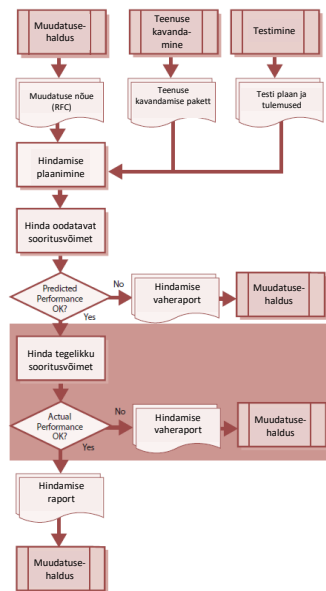 Muudatuse-
haldus
Teenuse
kavanda-
mine
Testimine
Muudatuse nõue
(RFC)
Teenuse
kavandamise pakett
Testi plaan ja
tulemused
Hindamise
plaanimine
Hinda oodatavat
sooritusvõimet
Predicted
Performance
OK?
No
Yes
Hindamise
vaheraport
Muudatuse-
haldus
Hinda tegelikku
sooritusvõimet
Actual
Performance
OK?
No
Yes
Hindamise
vaheraport
Muudatuse-
haldus
Hindamise
raport
Muudatuse-
haldus